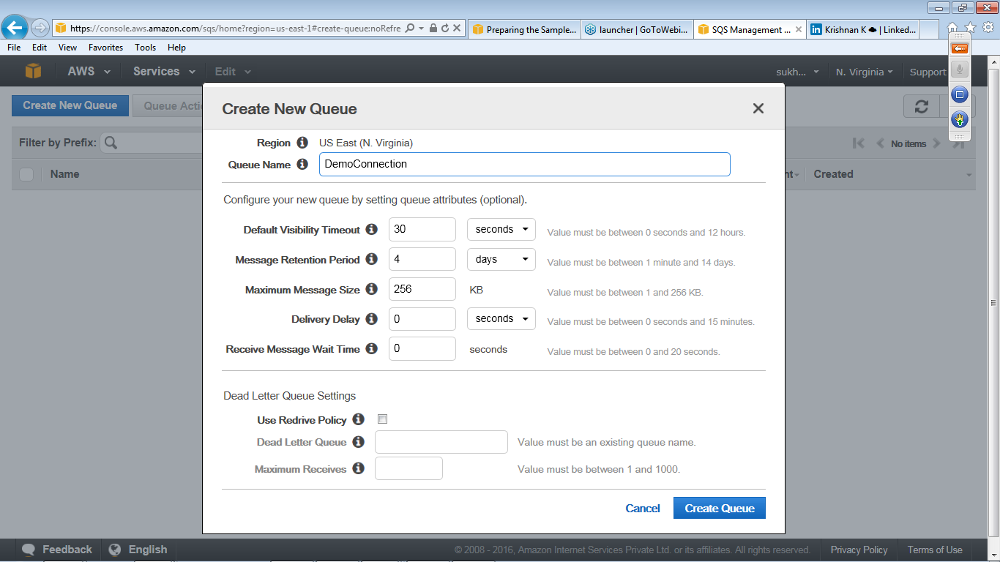 https://console.aws.amazon.com/sqs/home?region=us-east-1#create-queue:noRefre
Preparing the Sample...
launcher | GoToWebi...
SQS Management ...
Krishnan K | Linked...
File Edit View Favorites Tools Help
AWS Services Edit sukh... N. Virginia Support
Create New Queue Queue Acti
Filter by Prefix: No items
Name nt Created
Create New Queue
Region US East (N. Virginia)
Queue Name DemoConnection
Configure your new queue by setting queue attributes (optional).
Default Visibility Timeout 30 seconds Value must be between 0 seconds and 12 hours.
Message Retention Period 4 days Value must be between 1 minute and 14 days.
Maximum Message Size 256 KB Value must be between 1 and 256 KB.
Delivery Delay 0 seconds Value must be between 0 seconds and 15 minutes.
Receive Message Wait Time 0 seconds Value must be between 0 and 20 seconds.
Dead Letter Queue Settings
Use Redrive Policy
Dead Letter Queue Value must be an existing queue name.
Maximum Receives Value must be between 1 and 1000.
Cancel Create Queue
Feedback English © 2008 - 2016, Amazon Internet Services Private Ltd. or its affiliates. All rights reserved. Privacy Policy Terms of Use